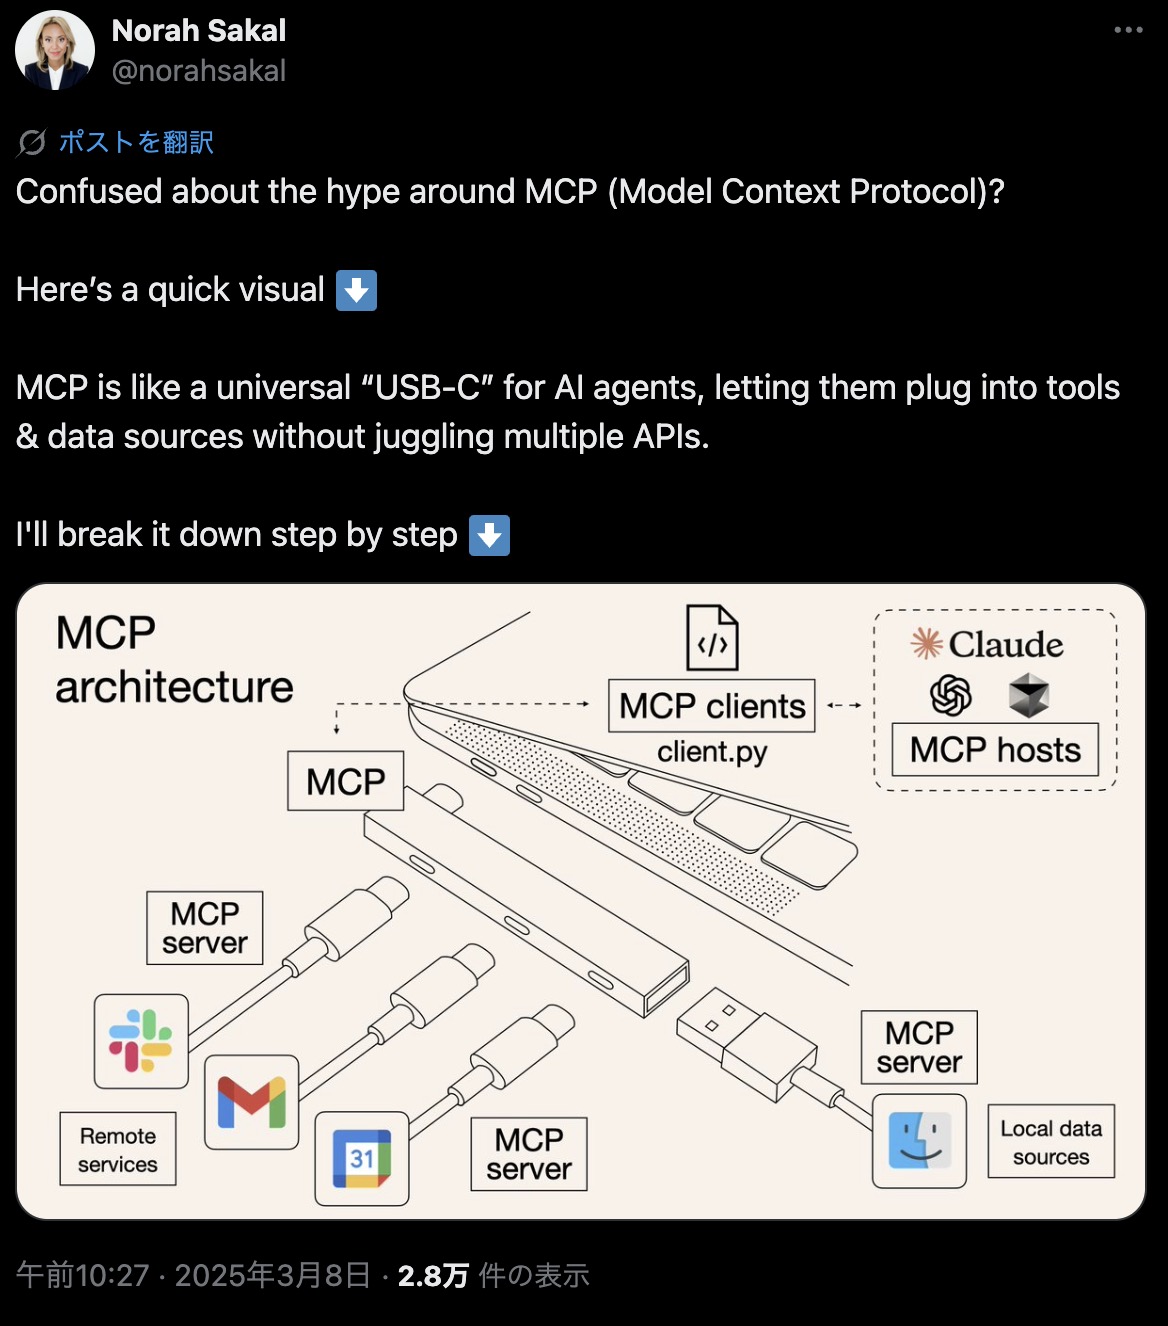 Norah Sakal
@norahsakal
ポストを翻訳
Confused about the hype around MCP (Model Context Protocol)?
Here’s a quick visual ⬇️
MCP is like a universal “USB-C” for AI agents, letting them plug into tools
& data sources without juggling multiple APIs.
I'll break it down step by step ⬇️
MCP
architecture
</>
MCP clients
client.py
Claude
MCP hosts
MCP
MCP
server
Remote
services
31
MCP
server
MCP
server
Local data
sources
午前10:27 · 2025年3月8日 · 2.8万 件の表示